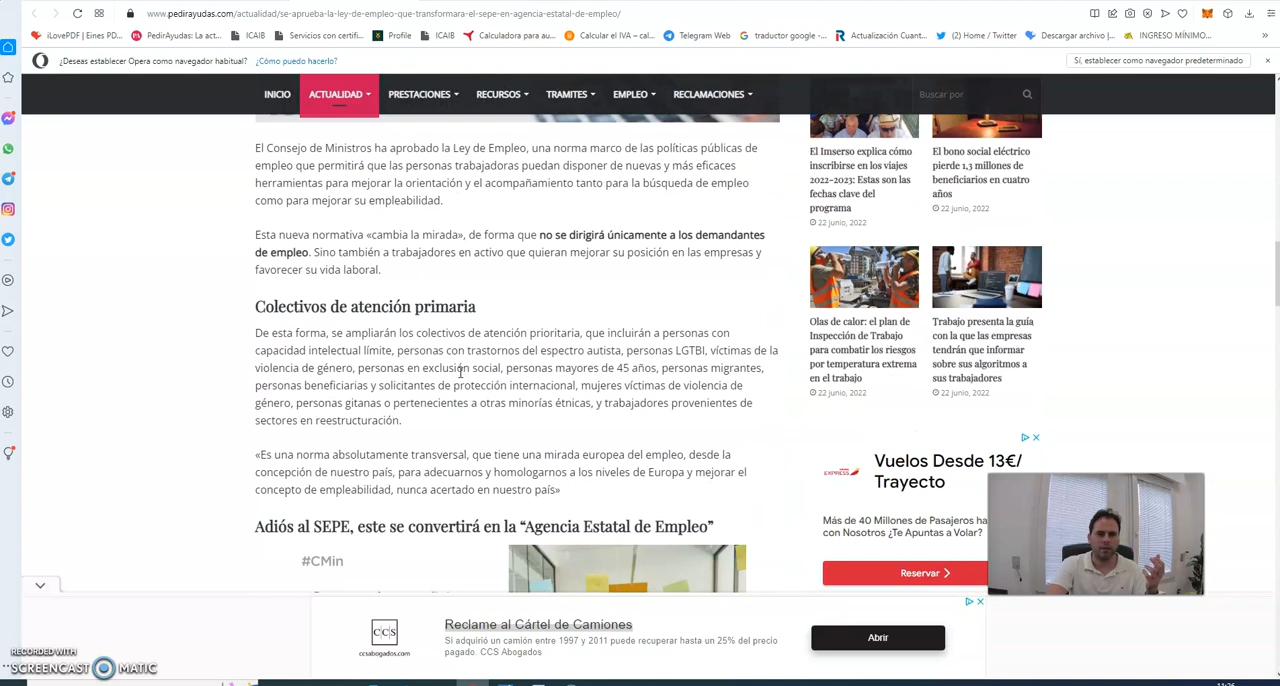 www.pedirayudas.com/actualidad/se-aprueba-la-ley-de-empleo-que-transformara-el-sepe-en-agencia-estatal-de-empleo/
iLovePDF | Eines PD...
PedirAyudas: La act...
ICAIB
Servicios con certifi...
Profile
ICAIB
Calculadora para au...
Calcular el IVA – cal...
Telegram Web
traductor google -...
Actualización Cuant...
(2) Home / Twitter
Descargar archivo |...
INGRESO MÍNIMO...
¿Deseas establecer Opera como navegador habitual?
¿Cómo puedo hacerlo?
Sí, establecer como navegador predeterminado
INICIO
ACTUALIDAD
PRESTACIONES
RECURSOS
TRAMITES
EMPLEO
RECLAMACIONES
Buscar por
El Consejo de Ministros ha aprobado la Ley de Empleo, una norma marco de las políticas públicas de
empleo que permitirá que las personas trabajadoras puedan disponer de nuevas y más eficaces
herramientas para mejorar la orientación y el acompañamiento tanto para la búsqueda de empleo
como para mejorar su empleabilidad.
Esta nueva normativa «cambia la mirada», de forma que no se dirigirá únicamente a los demandantes
de empleo. Sino también a trabajadores en activo que quieran mejorar su posición en las empresas y
favorecer su vida laboral.
Colectivos de atención primaria
De esta forma, se ampliarán los colectivos de atención prioritaria, que incluirán a personas con
capacidad intelectual límite, personas con trastornos del espectro autista, personas LGTBI, víctimas de la
violencia de género, personas en exclusión social, personas mayores de 45 años, personas migrantes,
personas beneficiarias y solicitantes de protección internacional, mujeres víctimas de violencia de
género, personas gitanas o pertenecientes a otras minorías étnicas, y trabajadores provenientes de
sectores en reestructuración.
«Es una norma absolutamente transversal, que tiene una mirada europea del empleo, desde la
concepción de nuestro país, para adecuarnos y homologarnos a los niveles de Europa y mejorar el
concepto de empleabilidad, nunca acertado en nuestro país»
Adiós al SEPE, este se convertirá en la “Agencia Estatal de Empleo”
#CMin
El Imserso explica cómo
inscribirse en los viajes
2022-2023: Estas son las
fechas clave del
programa
22 junio, 2022
El bono social eléctrico
pierde 1,3 millones de
beneficiarios en cuatro
años
22 junio, 2022
Olas de calor: el plan de
Inspección de Trabajo
para combatir los riesgos
por temperatura extrema
en el trabajo
22 junio, 2022
Trabajo presenta la guía
con la que las empresas
tendrán que informar
sobre sus algoritmos a
sus trabajadores
22 junio, 2022
EXPRESS
Vuelos Desde 13€/
Trayecto
Más de 40 Millones de Pasajeros ha
con Nosotros ¿Te Apuntas a Volar?
Reservar
CCS
ccsabogados.com
Reclame al Cártel de Camiones
Si adquirió un camión entre 1997 y 2011 puede recuperar hasta un 25% del precio
pagado. CCS Abogados
Abrir
RECORDED WITH
SCREENCAST MATIC